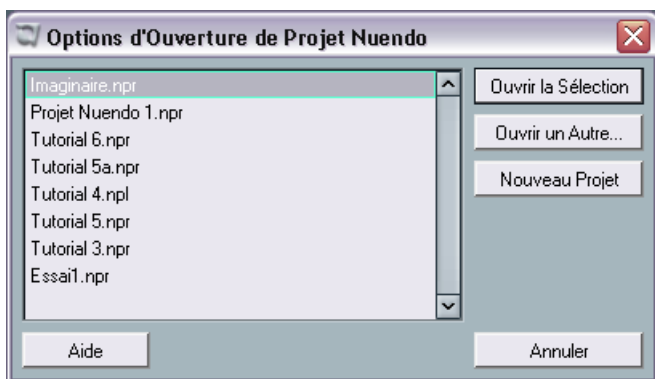 Options d'Ouverture de Projet Nuendo
Imaginaire.npr
Projet Nuendo 1.npr
Tutorial 6.npr
Tutorial 5a.npr
Tutorial 4.npl
Tutorial 5.npr
Tutorial 3.npr
Essai1.npr
Ouvrir la Sélection
Ouvrir un Autre...
Nouveau Projet
Aide
Annuler